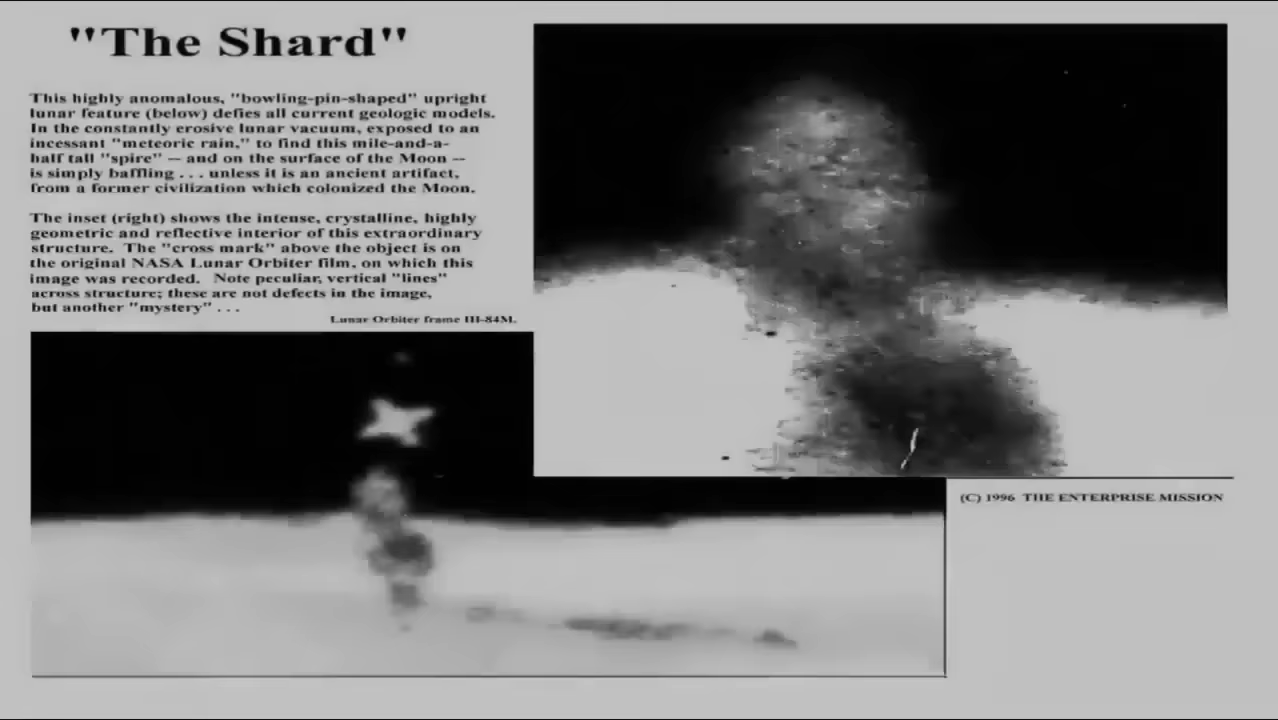 "The Shard"
This highly anomalous, "bowling-pin-shaped" upright
lunar feature (below) defies all current geologic models.
In the constantly erosive lunar vacuum, exposed to an
incessant "meteoric rain," to find this mile-and-a-
half tall "spire" -- and on the surface of the Moon --
is simply baffling . . . unless it is an ancient artifact,
from a former civilization which colonized the Moon.
The inset (right) shows the intense, crystalline, highly
geometric and reflective interior of this extraordinary
structure. The "cross mark" above the object is on
the original NASA Lunar Orbiter film, on which this
image was recorded. Note peculiar, vertical "lines"
across structure; these are not defects in the image,
but another "mystery" . . .
Lunar Orbiter frame III-84M.
(C) 1996 THE ENTERPRISE MISSION